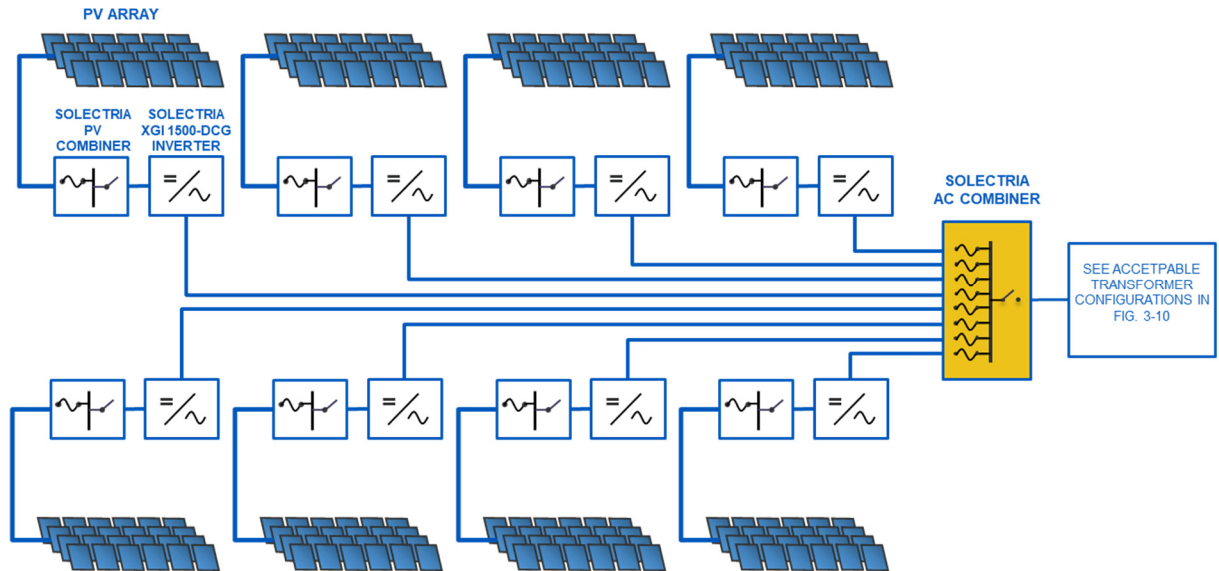 PV ARRAY
SOLECTRIA
PV
COMBINER
SOLECTRIA
XGI 1500-DCG
INVERTER
SOLECTRIA
AC COMBINER
SEE ACCETPABLE
TRANSFORMER
CONFIGURATIONS IN
FIG. 3-10